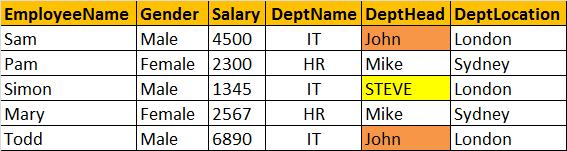 EmployeeName Gender Salary DeptName DeptHead DeptLocation
Sam Male 4500 IT John London
Pam Female 2300 HR Mike Sydney
Simon Male 1345 IT STEVE London
Mary Female 2567 HR Mike Sydney
Todd Male 6890 IT John London